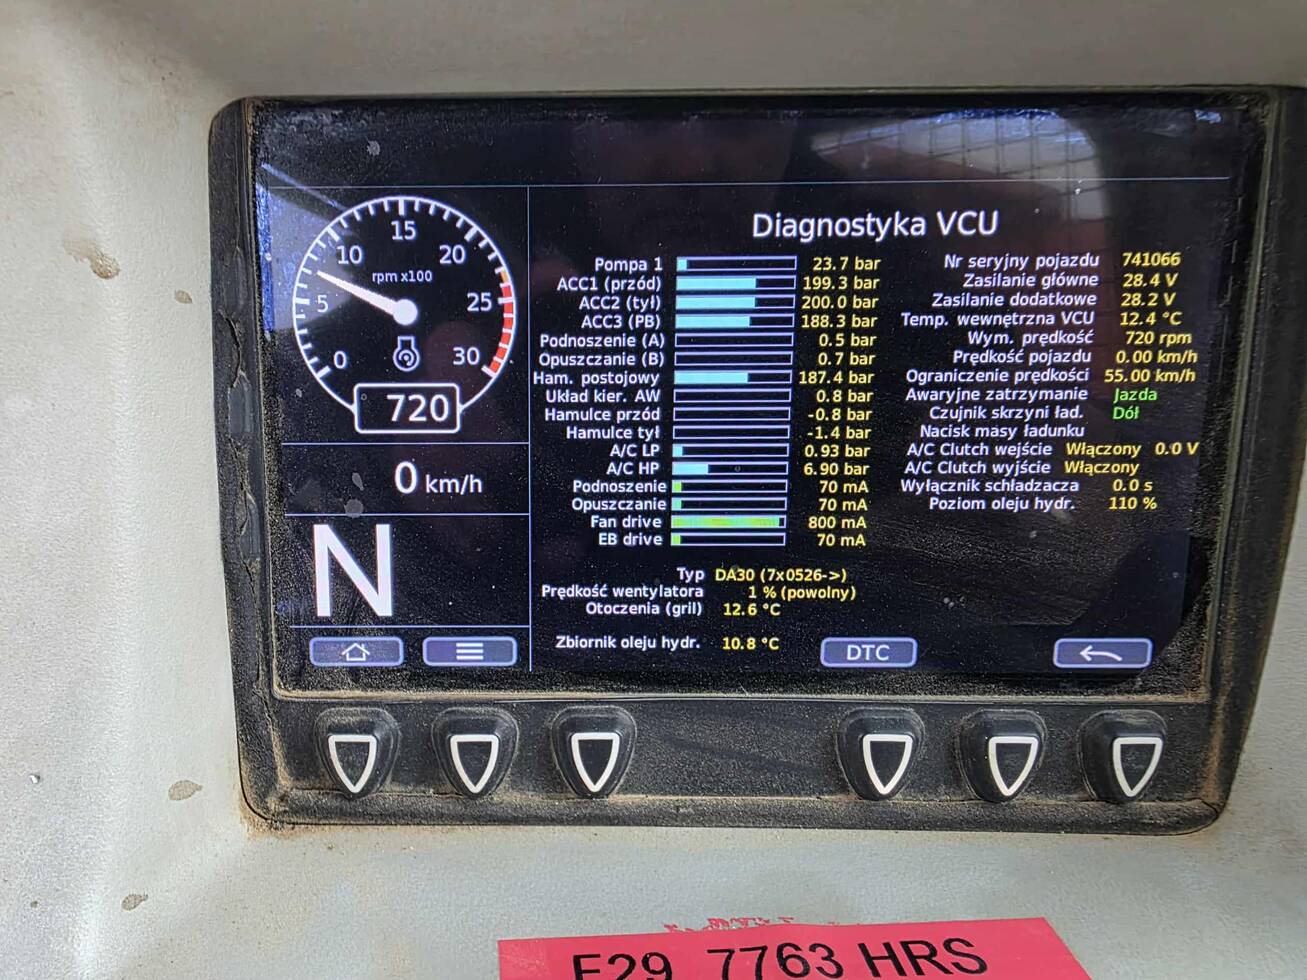 Diagnostyka VCU
0 5 10 15 20 25 30
rpm x100
720
0 km/h
N
Pompa 1 23.7 bar
ACC1 (przód) 199.3 bar
ACC2 (tył) 200.0 bar
ACC3 (PB) 188.3 bar
Podnoszenie (A) 0.5 bar
Opuszczanie (B) 0.7 bar
Ham. postojowy 187.4 bar
Układ kier. AW 0.8 bar
Hamulce przód -0.8 bar
Hamulce tył -1.4 bar
A/C LP 0.93 bar
A/C HP 6.90 bar
Podnoszenie 70 mA
Opuszczanie 70 mA
Fan drive 800 mA
EB drive 70 mA
Typ DA30 (7x0526->)
Prędkość wentylatora 1 % (powolny)
Otoczenia (gril) 12.6 °C
Zbiornik oleju hydr. 10.8 °C
Nr seryjny pojazdu 741066
Zasilanie główne 28.4 V
Zasilanie dodatkowe 28.2 V
Temp. wewnętrzna VCU 12.4 °C
Wym. prędkość 720 rpm
Prędkość pojazdu 0.00 km/h
Ograniczenie prędkości 55.00 km/h
Awaryjne zatrzymanie Jazda
Czujnik skrzyni ład. Dół
Nacisk masy ładunku
A/C Clutch wejście Włączony 0.0 V
A/C Clutch wyjście Włączony
Wyłącznik schładzacza 0.0 s
Poziom oleju hydr. 110 %
DTC
E29 7763 HRS